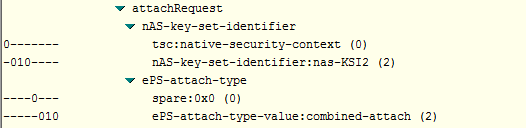 attachRequest
nAS-key-set-identifier
0------- tsc:native-security-context (0)
-010---- nAS-key-set-identifier:nas-KSI2 (2)
ePS-attach-type
----0--- spare:0x0 (0)
-----010 ePS-attach-type-value:combined-attach (2)